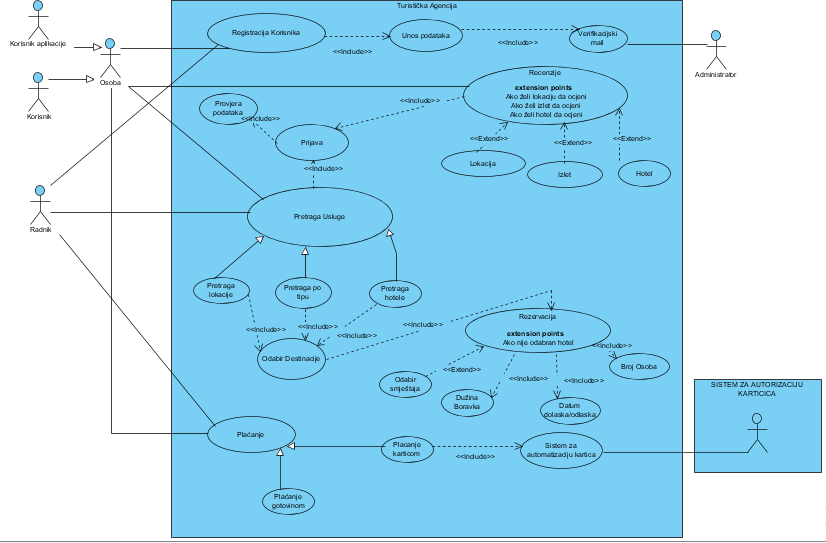 Turistička Agencija
Korisnik aplikacije
Osoba
Korisnik
Radnik
Administrator
Registracija Korisnika
<<Include>>
Unos podataka
<<Include>>
Verifikacijski
mail
Recenzije
extension points
Ako želi lokaciju da ocjeni
Ako želi izlet da ocjeni
Ako želi hotel da ocjeni
<<Include>>
Provjera
podataka
<<Include>>
Prijava
<<Include>>
<<Extend>>
<<Extend>>
<<Extend>>
Lokacija
Izlet
Hotel
Pretraga Usluge
Pretraga
lokacije
Pretraga po
tipu
Pretraga
hotele
<<Include>>
<<Include>>
<<Include>>
<<Include>>
Odabir Destinacije
Rezervacija
extension points
Ako nije odabran hotel
<<Include>>
Broj Osoba
<<Extend>>
<<Include>>
<<Include>>
Odabir
smještaja
Dužina
Boravka
Datum
dolaska/odlaska
SISTEM ZA AUTORIZACIJU
KARTICICA
Plaćanje
Placanje
karticom
<<Include>>
Sistem za
automatizaciju kartica
Plaćanje
gotovinom